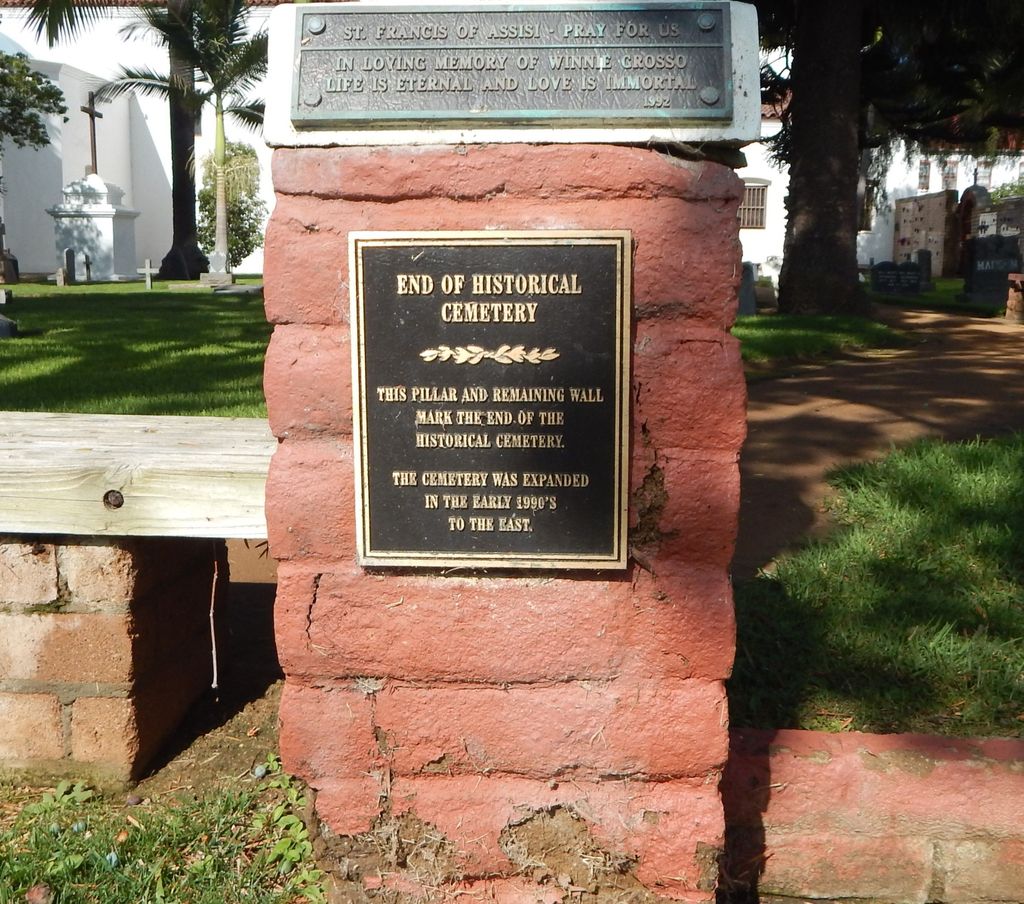 ST. FRANCIS OF ASSISI - PRAY FOR US
IN LOVING MEMORY OF WINNIE GROSSO
LIFE IS ETERNAL AND LOVE IS IMMORTAL
1992
END OF HISTORICAL
CEMETERY
THIS PILLAR AND REMAINING WALL
MARK THE END OF THE
HISTORICAL CEMETERY.
THE CEMETERY WAS EXPANDED
IN THE EARLY 1990'S
TO THE EAST.